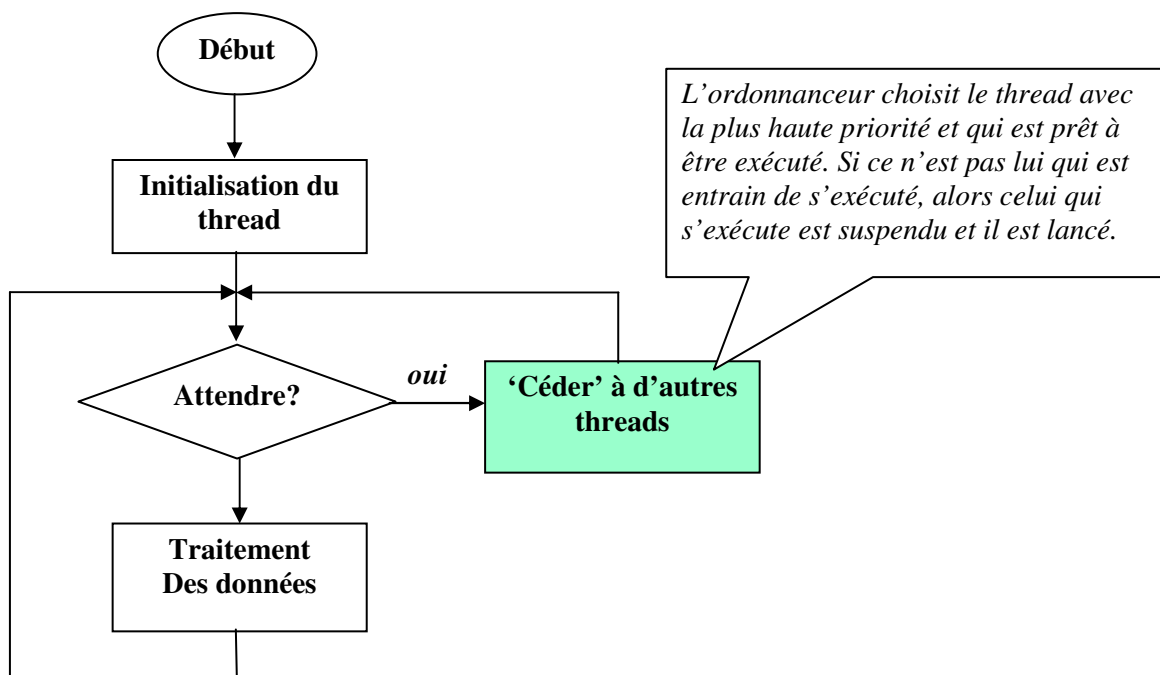 Début
L’ordonnanceur choisit le thread avec
la plus haute priorité et qui est prêt à
être exécuté. Si ce n’est pas lui qui est
entrain de s’exécuté, alors celui qui
s’exécute est suspendu et il est lancé.
Initialisation du
thread
Attendre?
oui
‘Céder’ à d’autres
threads
Traitement
Des données